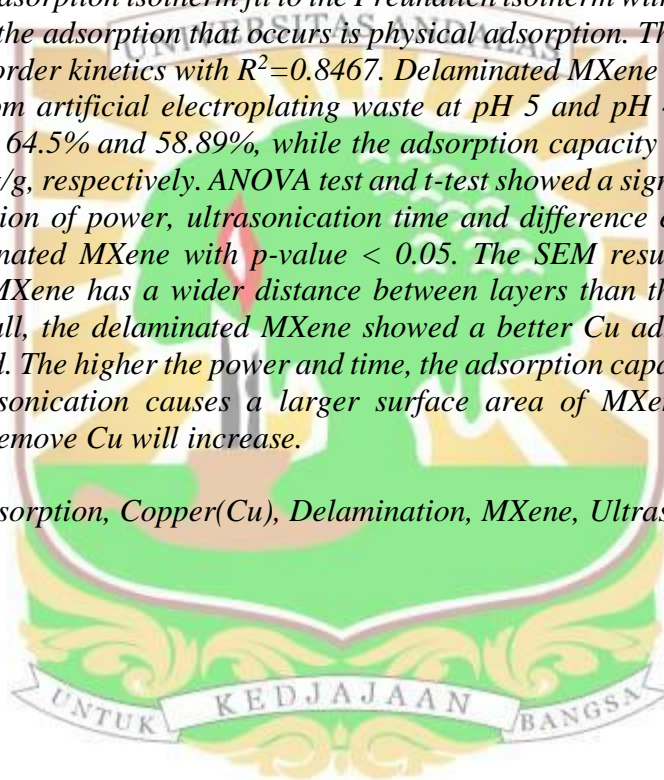 dsorption isotherm fit to the Freundlich isotherm with
the adsorption that occurs is physical adsorption. Th
UNIVERSITAS ANDALAS
order kinetics with R²=0.8467. Delaminated MXene
om artificial electroplating waste at pH 5 and pH
64.5% and 58.89%, while the adsorption capacity
g/g, respectively. ANOVA test and t-test showed a sign
ion of power, ultrasonication time and difference
nated MXene with p-value < 0.05. The SEM resu
MXene has a wider distance between layers than th
ull, the delaminated MXene showed a better Cu ad
d. The higher the power and time, the adsorption capa
sonication causes a larger surface area of MXen
emove Cu will increase.
sorption, Copper(Cu), Delamination, MXene, Ultras
UNTUK KEDJAJAAN BANGSA